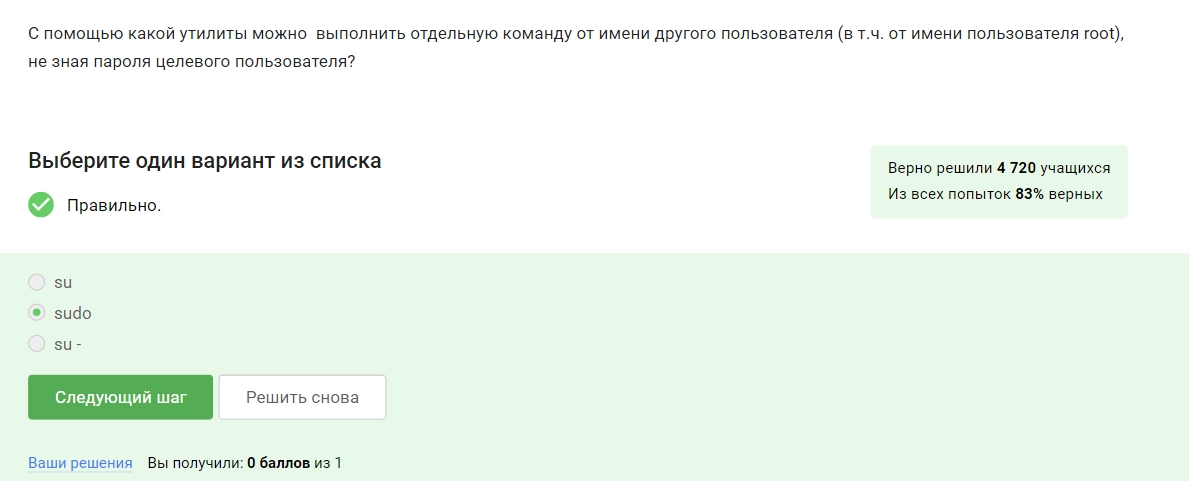 С помощью какой утилиты можно выполнить отдельную команду от имени другого пользователя (в т.ч. от имени пользователя root),
не зная пароля целевого пользователя?
Выберите один вариант из списка
Верно решили 4 720 учащихся
Из всех попыток 83% верных
Правильно.
su
sudo
su -
Следующий шаг Решить снова
Ваши решения Вы получили: 0 баллов из 1